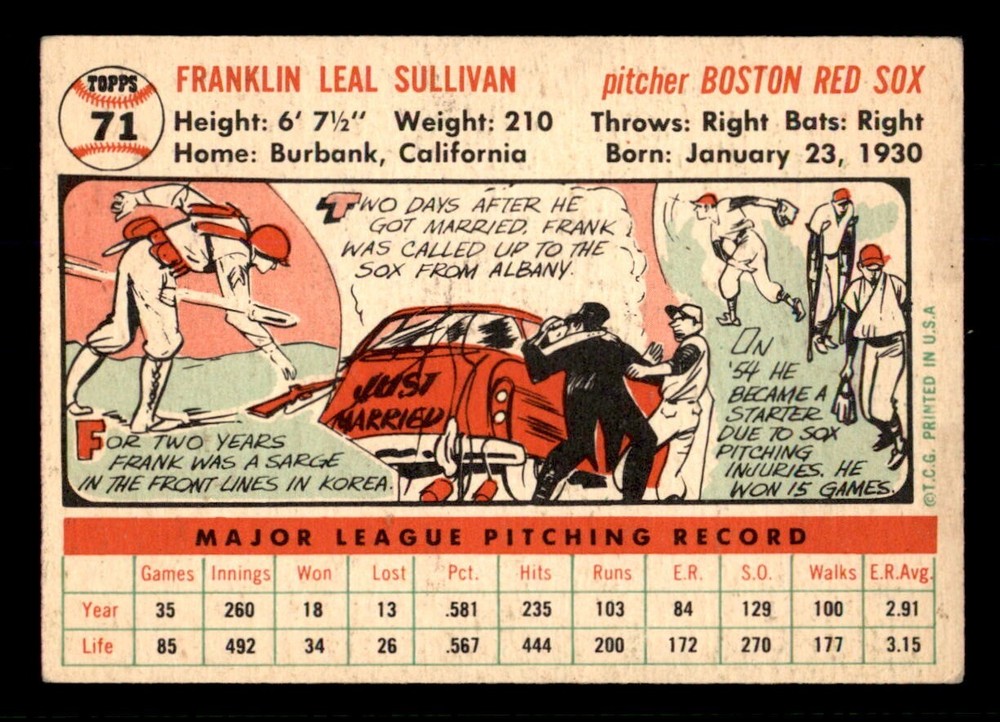 TOPPS
71
FRANKLIN LEAL SULLIVAN pitcher BOSTON RED SOX
Height: 6' 7½" Weight: 210 Throws: Right Bats: Right
Home: Burbank, California Born: January 23, 1930
FOR TWO YEARS
FRANK WAS A SARGE
IN THE FRONT LINES IN KOREA.
TWO DAYS AFTER HE
GOT MARRIED, FRANK
WAS CALLED UP TO THE
SOX FROM ALBANY.
JUST
MARRIED
IN
'54 HE
BECAME A
STARTER
DUE TO SOX
PITCHING
INJURIES. HE
WON 15 GAMES.
©T.C.G. PRINTED IN U.S.A
MAJOR LEAGUE PITCHING RECORD
Games Innings Won Lost Pct. Hits Runs E.R. S.O. Walks E.R.Avg.
Year 35 260 18 13 .581 235 103 84 129 100 2.91
Life 85 492 34 26 .567 444 200 172 270 177 3.15